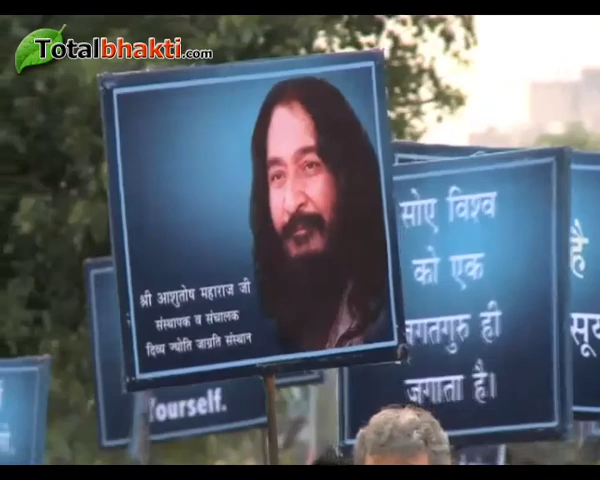 Totalbhakti.com
श्री आशुतोष महाराज जी
संस्थापक व संचालक
दिव्य ज्योति जाग्रति संस्थान
सोए विश्व
को एक
जगतगुरु ही
जगाता है।
है
Yourself.